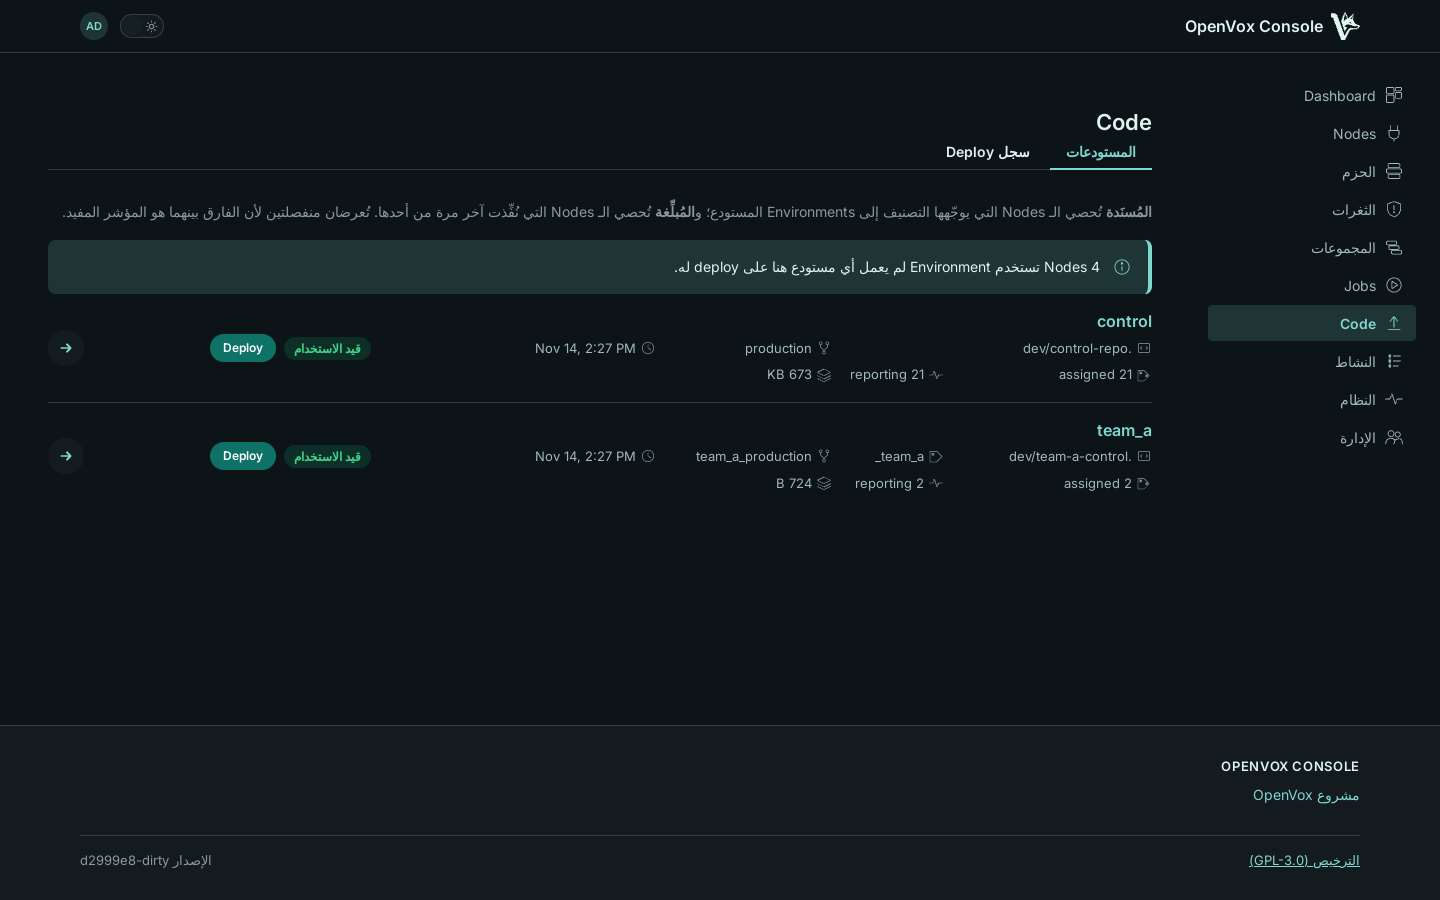 OpenVox Console
AD
Dashboard
Nodes
الحزم
الثغرات
المجموعات
Jobs
Code
النشاط
النظام
الإدارة
Code
المستودعات
سجل Deploy
المُسنَدة تُحصي الـ Nodes التي يوجّهها التصنيف إلى Environments المستودع؛ والمُبلِّغة تُحصي الـ Nodes التي نُفِّذت آخر مرة من أحدها. تُعرضان منفصلتين لأن الفارق بينهما هو المؤشر المفيد.
4 Nodes تستخدم Environment لم يعمل أي مستودع هنا على deploy له.
control
dev/control-repo.
production
Nov 14, 2:27 PM
قيد الاستخدام
Deploy
assigned 21
reporting 21
KB 673
team_a
dev/team-a-control.
_team_a
team_a_production
Nov 14, 2:27 PM
قيد الاستخدام
Deploy
assigned 2
reporting 2
B 724
OPENVOX CONSOLE
مشروع OpenVox
الترخيص (GPL-3.0)
الإصدار d2999e8-dirty